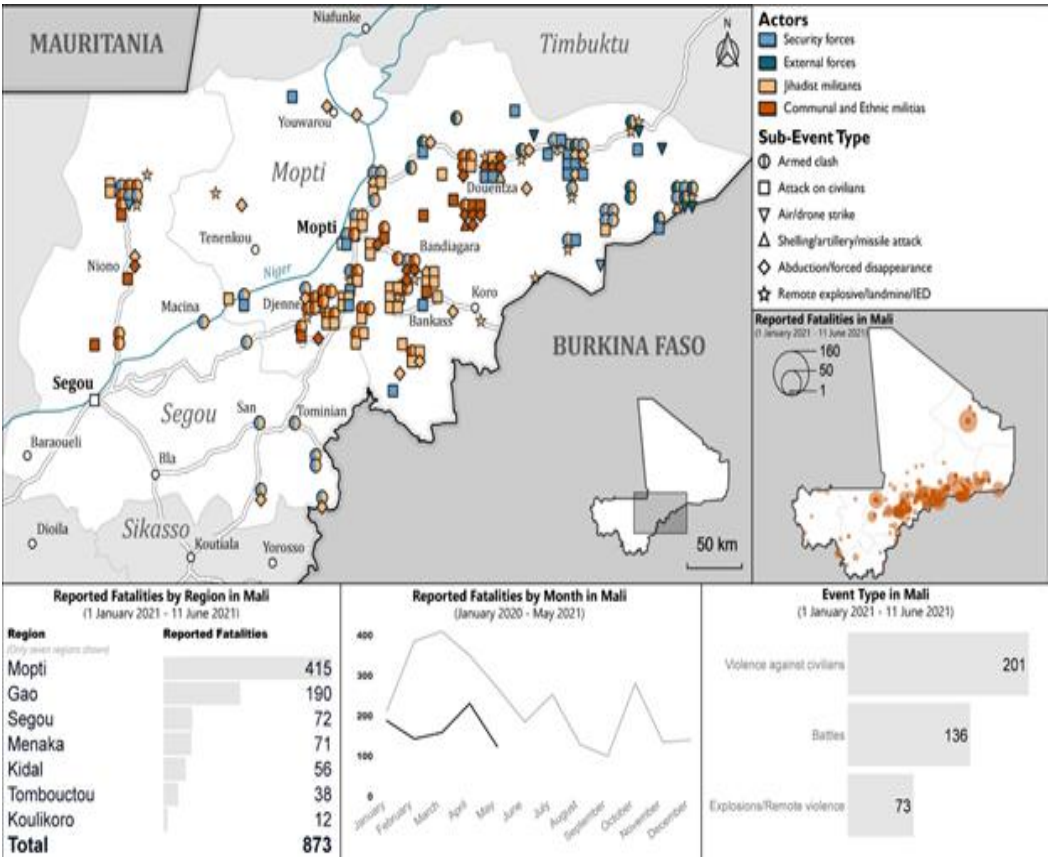 Niafunke
MAURITANIA
Timbuktu
N
Youwarou
Mopti
Douentza
Mopti
Tenenkou
Bandiagara
Niono
Niger
Macina
Djenne
Koro
Bankass
BURKINA FASO
Segou
Segou
San
Tominian
Baraoueli
Bla
Sikasso
Dioila
Koutiala
Yorosso
50 km
Actors
Security forces
External forces
Jihadist militants
Communal and Ethnic militias
Sub-Event Type
Armed clash
Attack on civilians
Air/drone strike
Shelling/artillery/missile attack
Abduction/forced disappearance
Remote explosive/landmine/IED
Reported Fatalities in Mali
(1 January 2021 - 11 June 2021)
160
50
1
Reported Fatalities by Region in Mali
(1 January 2021 - 11 June 2021)
Region Reported Fatalities
(Only seven regions shown)
Mopti 415
Gao 190
Segou 72
Menaka 71
Kidal 56
Tombouctou 38
Koulikoro 12
Total 873
Reported Fatalities by Month in Mali
(January 2020 - May 2021)
400
300
200
100
0
January
February
March
April
May
June
July
August
September
October
November
December
Event Type in Mali
(1 January 2021 - 11 June 2021)
Violence against civilians 201
Battles 136
Explosions/Remote violence 73